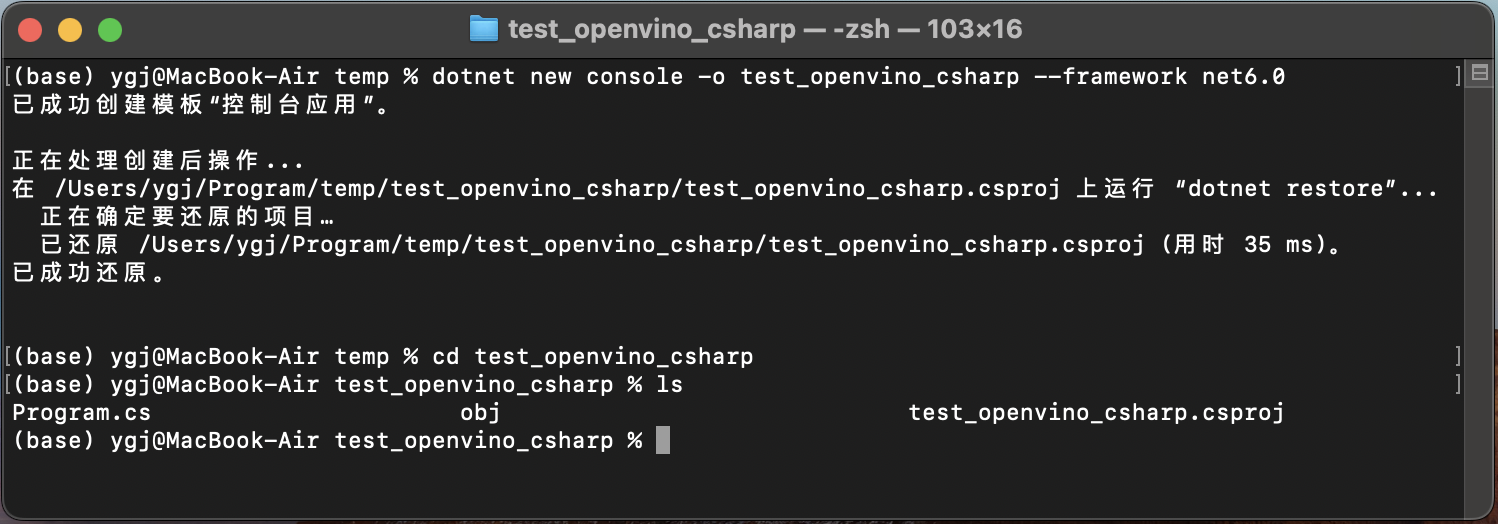 test_openvino_csharp — -zsh — 103×16
[(base) ygj@MacBook-Air temp % dotnet new console -o test_openvino_csharp --framework net6.0 ]
已成功创建模板“控制台应用”。
正在处理创建后操作...
在 /Users/ygj/Program/temp/test_openvino_csharp/test_openvino_csharp.csproj 上运行 “dotnet restore”...
  正在确定要还原的项目…
  已还原 /Users/ygj/Program/temp/test_openvino_csharp/test_openvino_csharp.csproj (用时 35 ms)。
已成功还原。
[(base) ygj@MacBook-Air temp % cd test_openvino_csharp ]
[(base) ygj@MacBook-Air test_openvino_csharp % ls ]
Program.cs obj test_openvino_csharp.csproj
(base) ygj@MacBook-Air test_openvino_csharp %